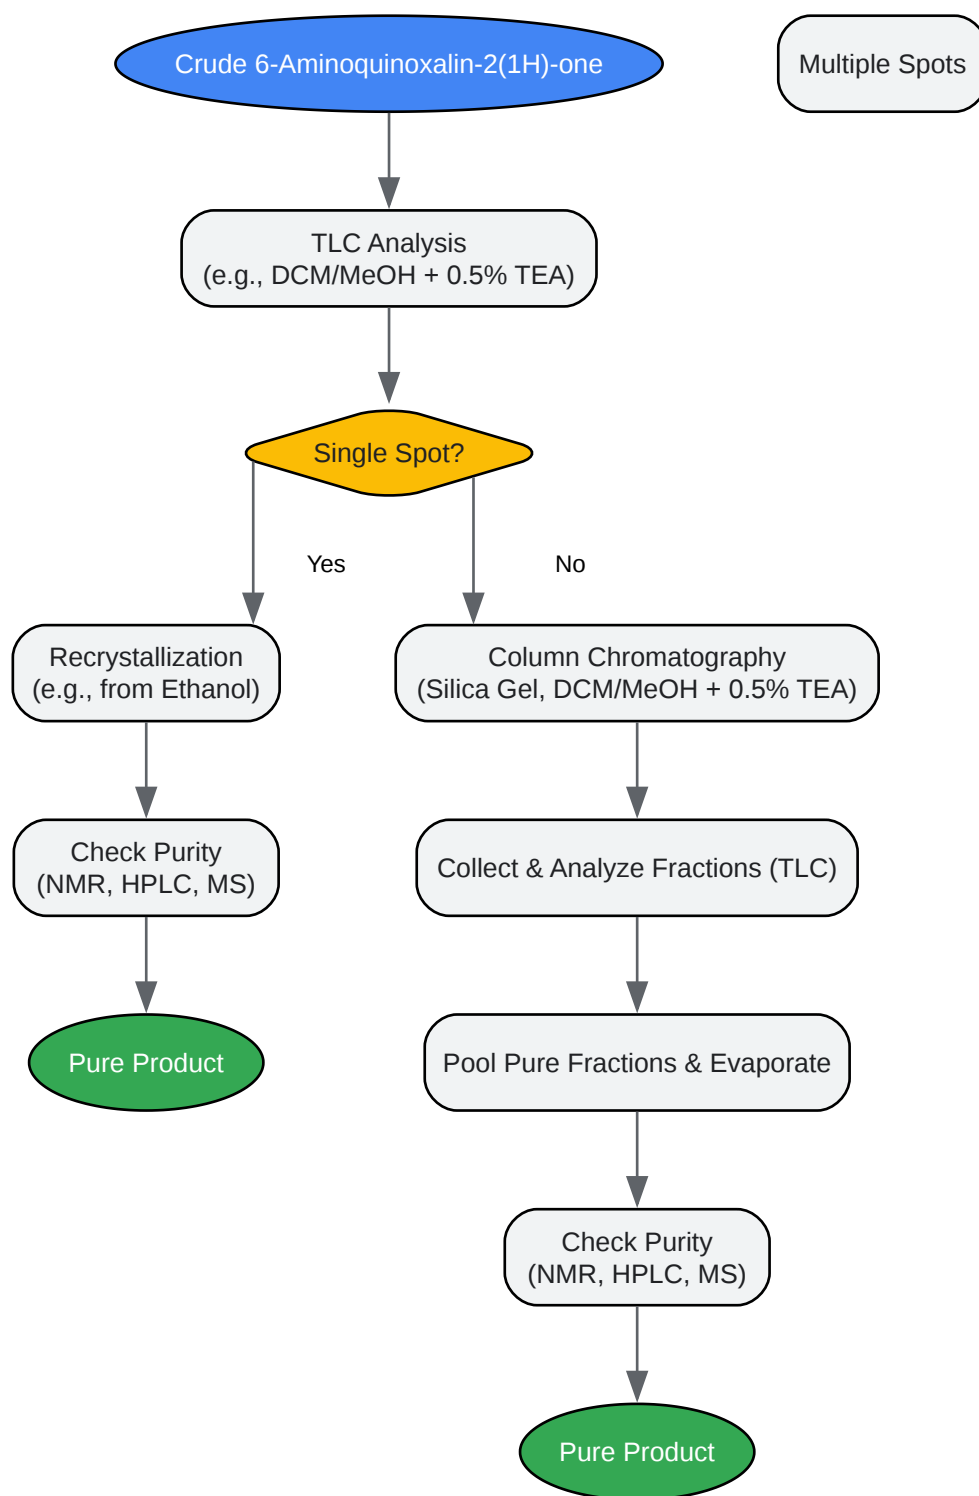 Crude 6-Aminoquinoxalin-2(1H)-one
Multiple Spots
TLC Analysis
(e.g., DCM/MeOH + 0.5% TEA)
Single Spot?
Yes
No
Recrystallization
(e.g., from Ethanol)
Column Chromatography
(Silica Gel, DCM/MeOH + 0.5% TEA)
Check Purity
(NMR, HPLC, MS)
Collect & Analyze Fractions (TLC)
Pure Product
Pool Pure Fractions & Evaporate
Check Purity
(NMR, HPLC, MS)
Pure Product